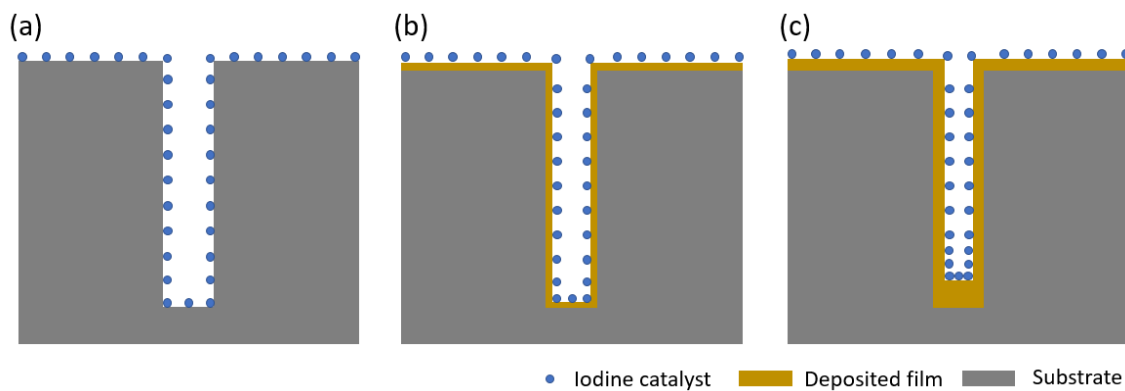 (a)
(b)
(c)
Iodine catalyst
Deposited film
Substrate